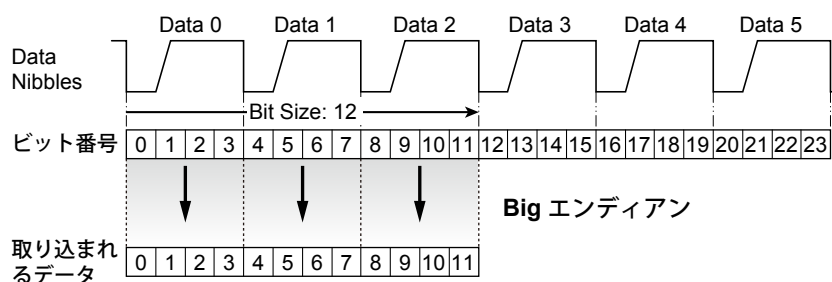 Data 0 Data 1 Data 2 Data 3 Data 4 Data 5
Data
Nibbles
Bit Size: 12
ビット番号 0 1 2 3 4 5 6 7 8 9 10 11 12 13 14 15 16 17 18 19 20 21 22 23
Big エンディアン
取り込まれ
るデータ 0 1 2 3 4 5 6 7 8 9 10 11